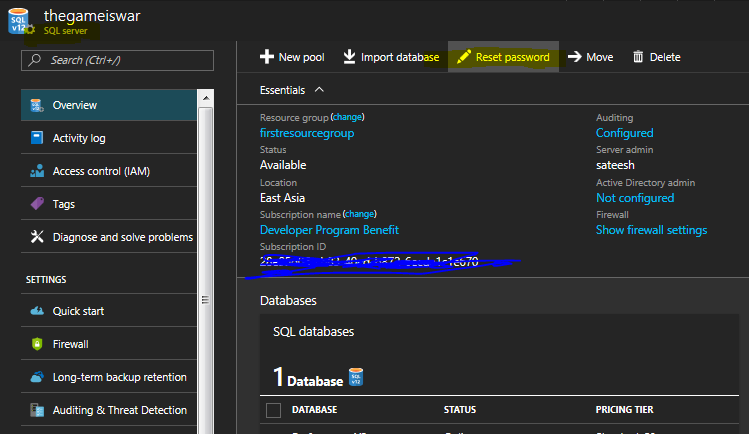 thegameiswar
SQL server
Search (Ctrl+/)
Overview
Activity log
Access control (IAM)
Tags
Diagnose and solve problems
SETTINGS
Quick start
Firewall
Long-term backup retention
Auditing & Threat Detection
New pool
Import database
Reset password
Move
Delete
Essentials
Resource group (change)
firstresourcegroup
Status
Available
Location
East Asia
Subscription name (change)
Developer Program Benefit
Subscription ID
Auditing
Configured
Server admin
sateesh
Active Directory admin
Not configured
Firewall
Show firewall settings
Databases
SQL databases
1 Database
DATABASE STATUS PRICING TIER